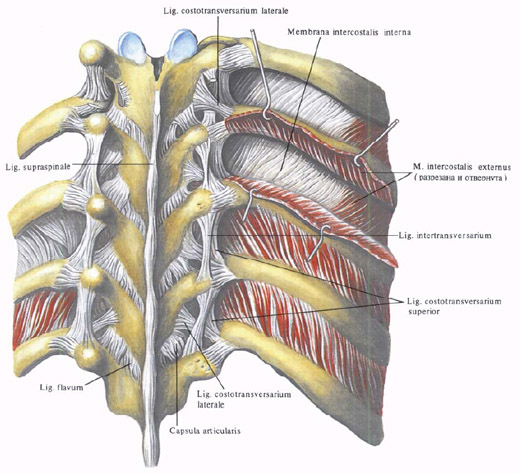 Lig. costotransversarium laterale
Membrana intercostalis interna
Lig. supraspinale
M. intercostalis externus
(разрезана и отвернута)
Lig. intertransversarium
Lig. costotransversarium
superior
Lig. flavum
Lig. costotransversarium
laterale
Capsula articularis